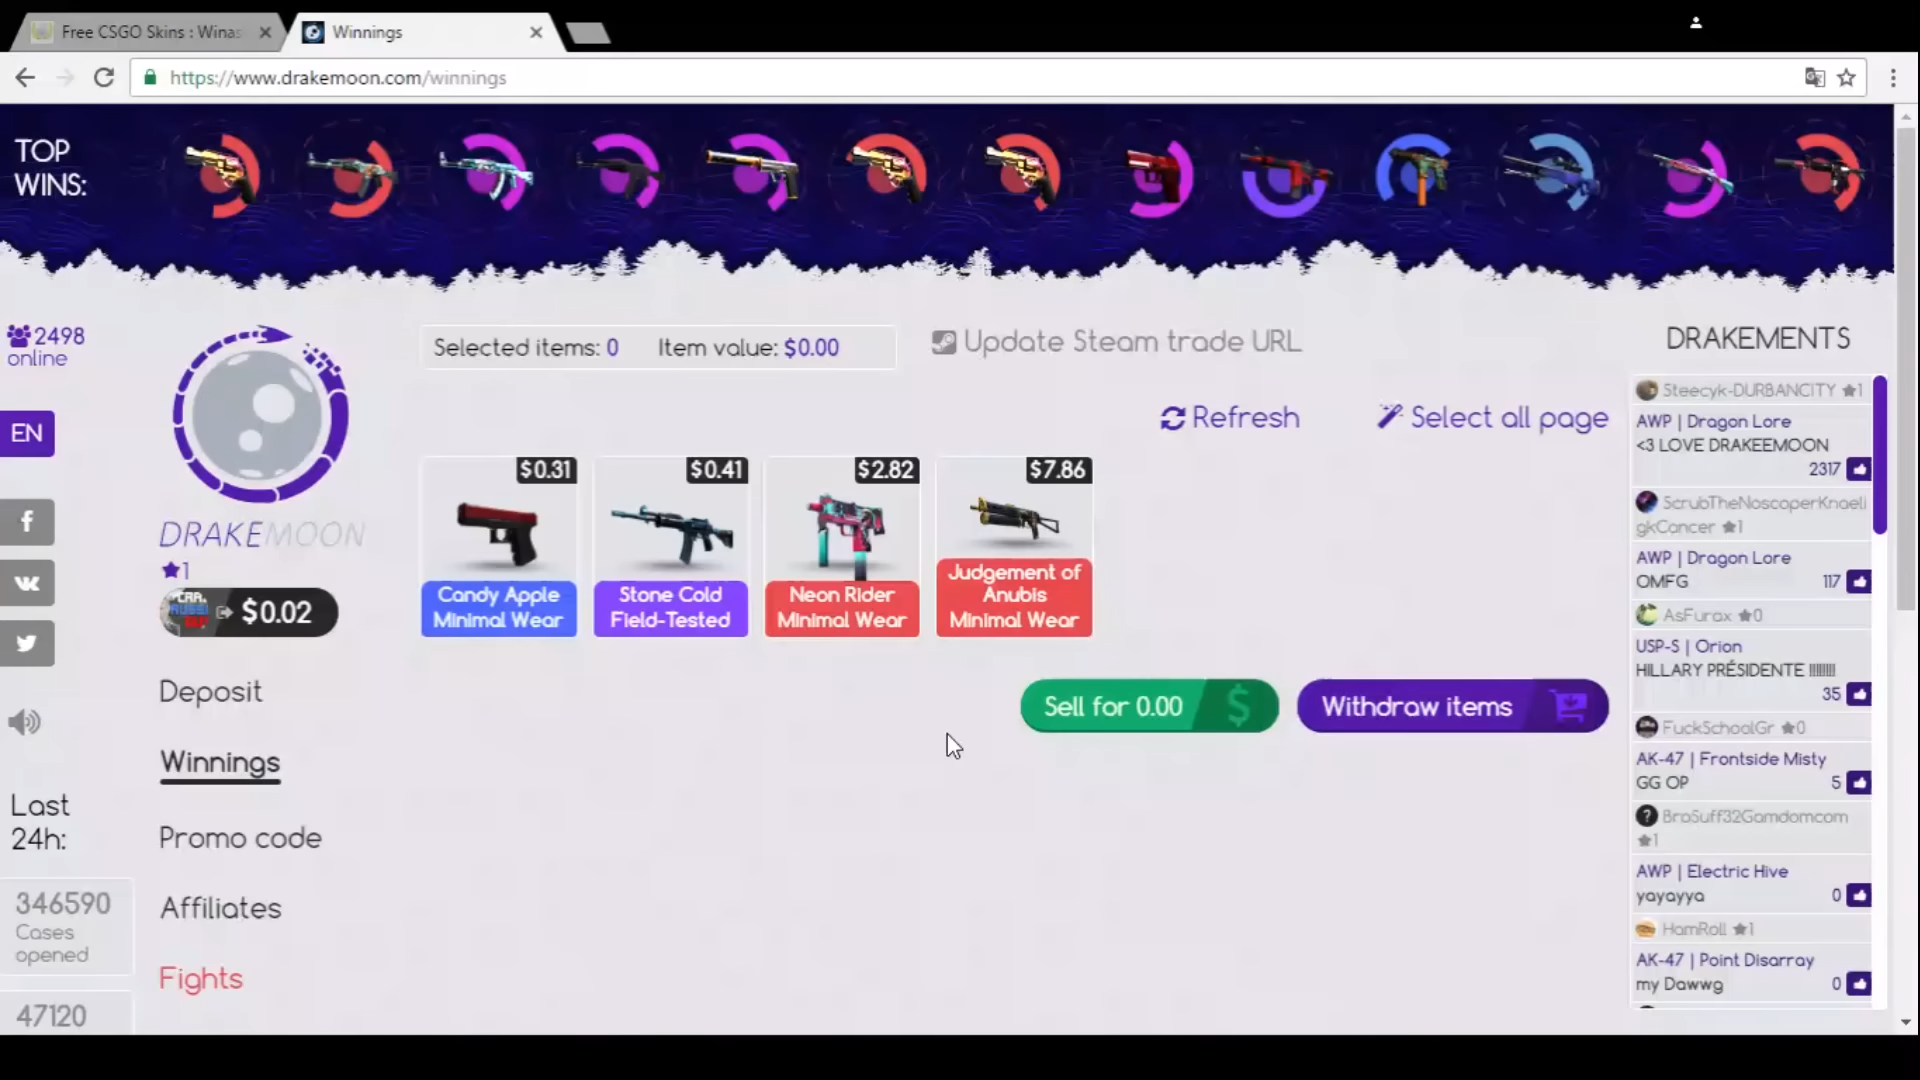 Free CSGO Skins : Winas
Winnings
https://www.drakemoon.com/winnings
TOP
WINS:
2498
online
EN
Last
24h:
346590
Cases
opened
47120
DRAKEMOON
1
$0.02
Deposit
Winnings
Promo code
Affiliates
Fights
Selected items: 0 Item value: $0.00
Update Steam trade URL
Refresh
Select all page
$0.31
Candy Apple
Minimal Wear
$0.41
Stone Cold
Field-Tested
$2.82
Neon Rider
Minimal Wear
$7.86
Judgement of
Anubis
Minimal Wear
Sell for 0.00 $
Withdraw items
DRAKEMENTS
Steecyk-DURBANCITY ★1
AWP | Dragon Lore
<3 LOVE DRAKEEMOON
2317
ScrubTheNoscoperKnaeli
gkCancer ★1
AWP | Dragon Lore
OMFG 117
AsFurax ★0
USP-S | Orion
HILLARY PRÉSIDENTE !!!!!!!!!
35
FuckSchoolGr ★0
AK-47 | Frontside Misty
GG OP 5
BroSuff32Gamdomcom
★1
AWP | Electric Hive
yayayya 0
HamRoll ★1
AK-47 | Point Disarray
my Dawwg 0